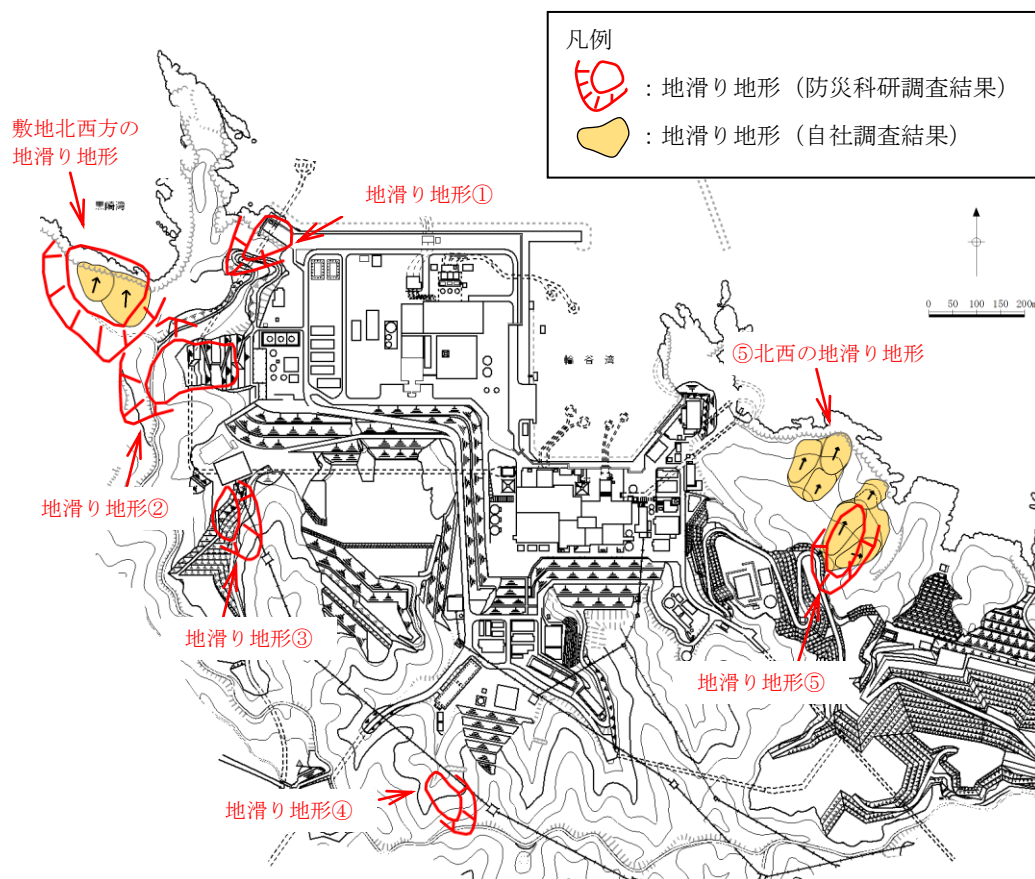 凡例
：地滑り地形（防災科研調査結果）
：地滑り地形（自社調査結果）
敷地北西方の
地滑り地形
地滑り地形①
黒崎湾
0 50 100 150 200m
輪谷湾
⑤北西の地滑り地形
地滑り地形②
地滑り地形③
地滑り地形⑤
地滑り地形④